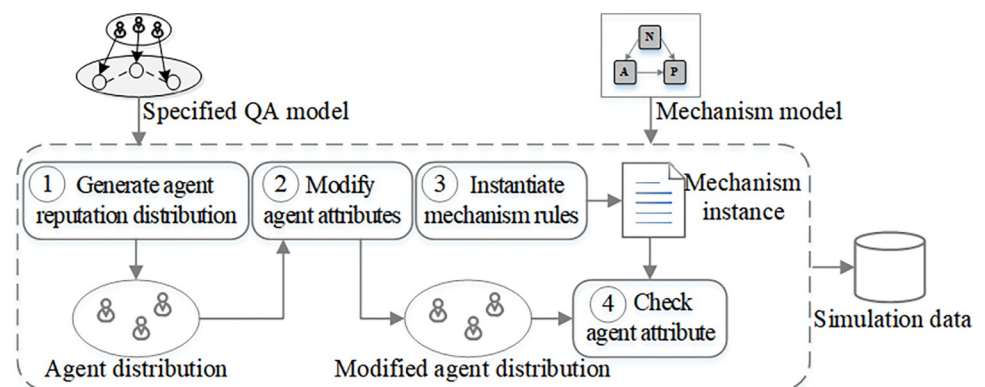 N
A P
Specified QA model
Mechanism model
1 Generate agent
reputation distribution
2 Modify
agent attributes
3 Instantiate
mechanism rules
Mechanism
instance
4 Check
agent attribute
Simulation data
Agent distribution
Modified agent distribution